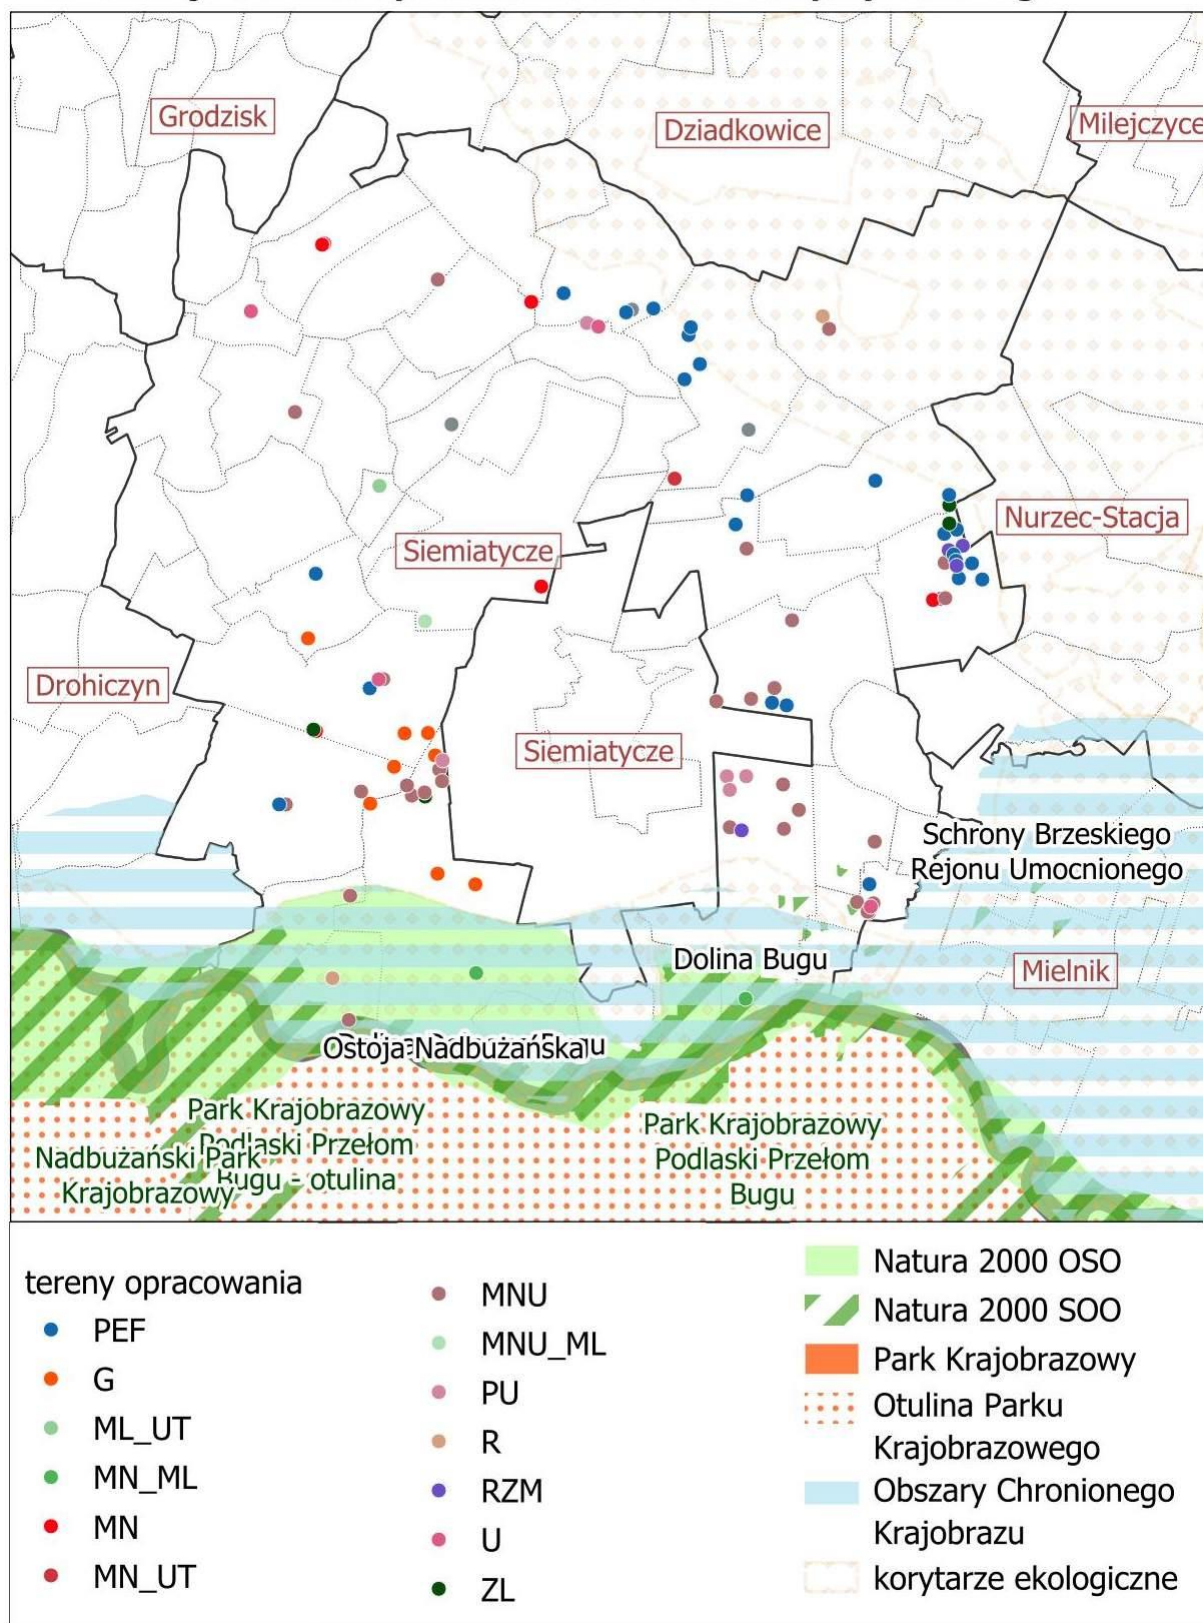 Grodzisk
Dziadkowice
Milejczyce
Nurzec-Stacja
Siemiatycze
Drohiczyn
Siemiatycze
Schrony Brzeskiego
Rejonu Umocnionego
Dolina Bugu
Mielnik
Ostoja Nadbużańska
Park Krajobrazowy
Podlaski Przełom
Bugu - otulina
Nadbużański Park
Krajobrazowy
Park Krajobrazowy
Podlaski Przełom
Bugu
tereny opracowania
PEF
G
ML_UT
MN_ML
MN
MN_UT
MNU
MNU_ML
PU
R
RZM
U
ZL
Natura 2000 OSO
Natura 2000 SOO
Park Krajobrazowy
Otulina Parku
Krajobrazowego
Obszary Chronionego
Krajobrazu
korytarze ekologiczne